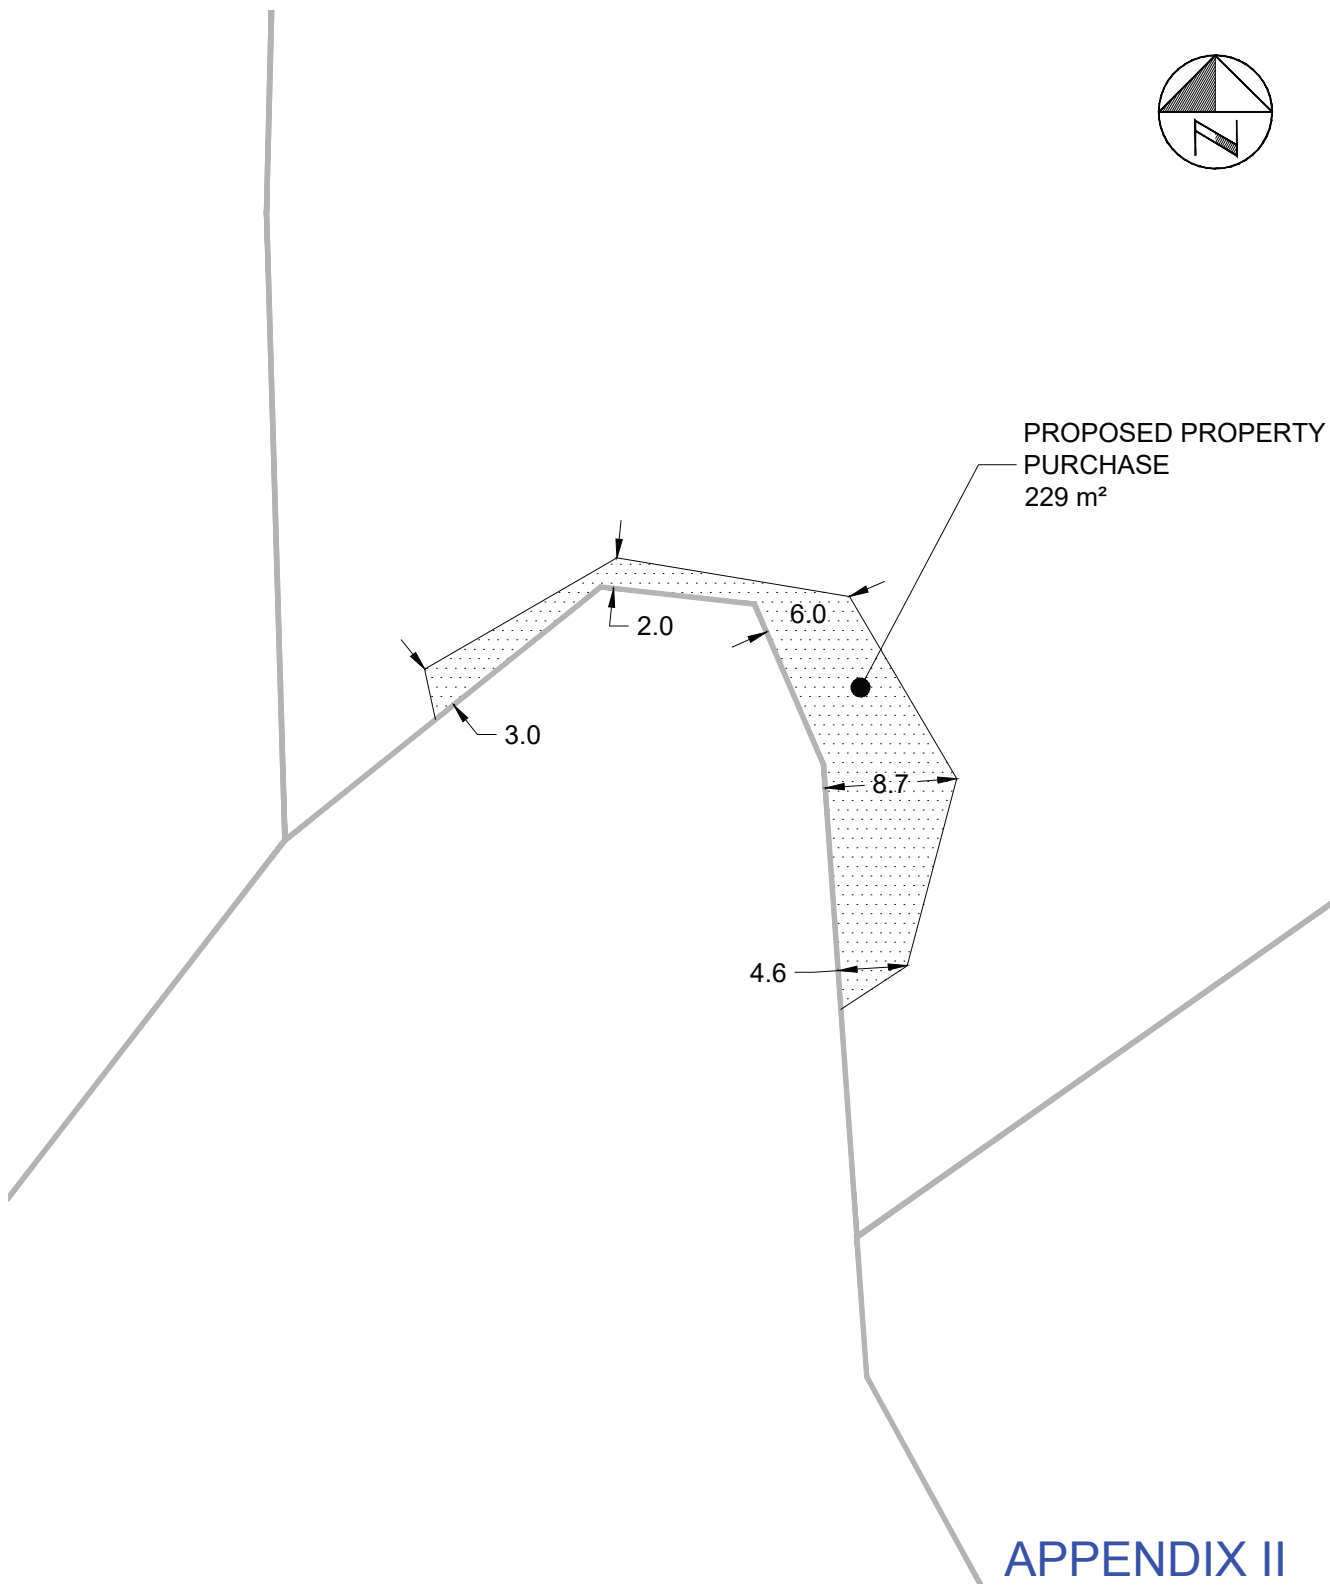 N
PROPOSED PROPERTY
PURCHASE
229 m²
6.0
2.0
3.0
8.7
4.6
APPENDIX II